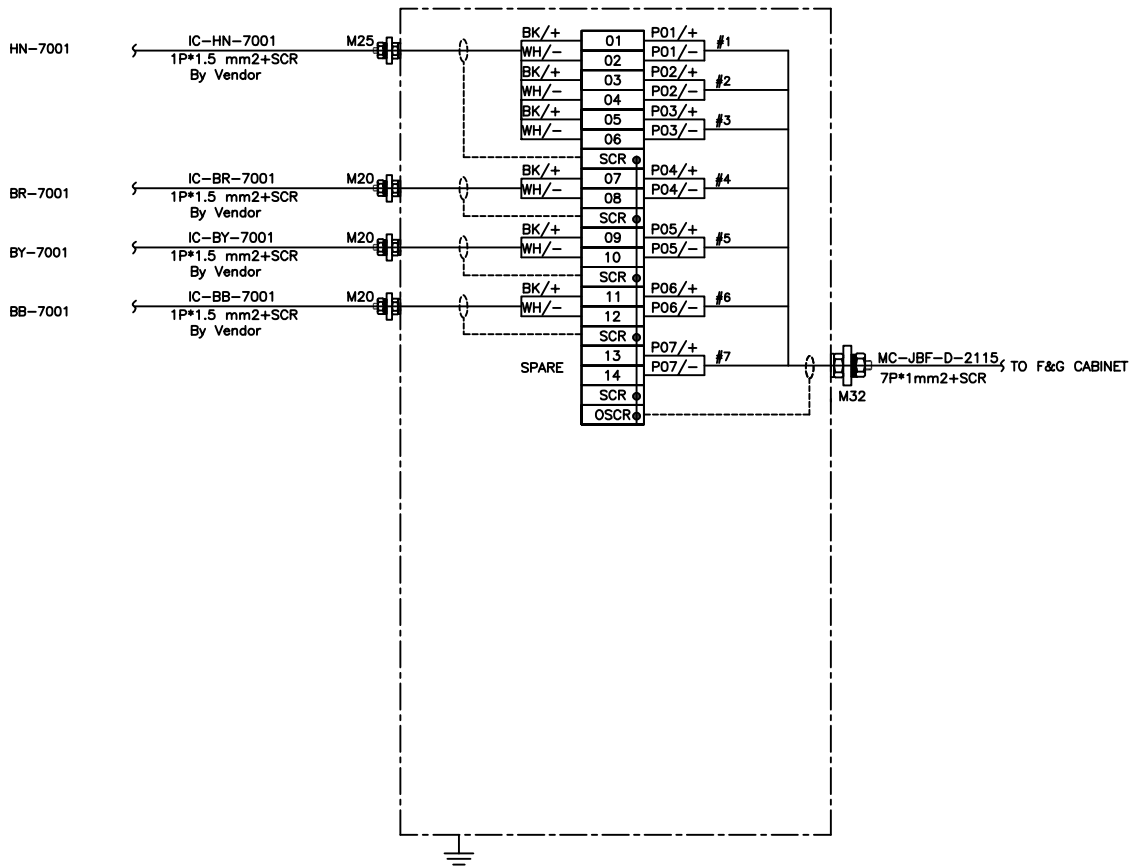 HN-7001
IC-HN-7001
1P*1.5 mm2+SCR
By Vendor
M25
BR-7001
IC-BR-7001
1P*1.5 mm2+SCR
By Vendor
M20
BY-7001
IC-BY-7001
1P*1.5 mm2+SCR
By Vendor
M20
BB-7001
IC-BB-7001
1P*1.5 mm2+SCR
By Vendor
M20
BK/+ 01 P01/+ #1
WH/- 02 P01/-
BK/+ 03 P02/+ #2
WH/- 04 P02/-
BK/+ 05 P03/+ #3
WH/- 06 P03/-
SCR
BK/+ 07 P04/+ #4
WH/- 08 P04/-
SCR
BK/+ 09 P05/+ #5
WH/- 10 P05/-
SCR
BK/+ 11 P06/+ #6
WH/- 12 P06/-
SCR
SPARE 13 P07/+ #7
14 P07/-
SCR
OSCR
M32
MC-JBF-D-2115
7P*1mm2+SCR
TO F&G CABINET